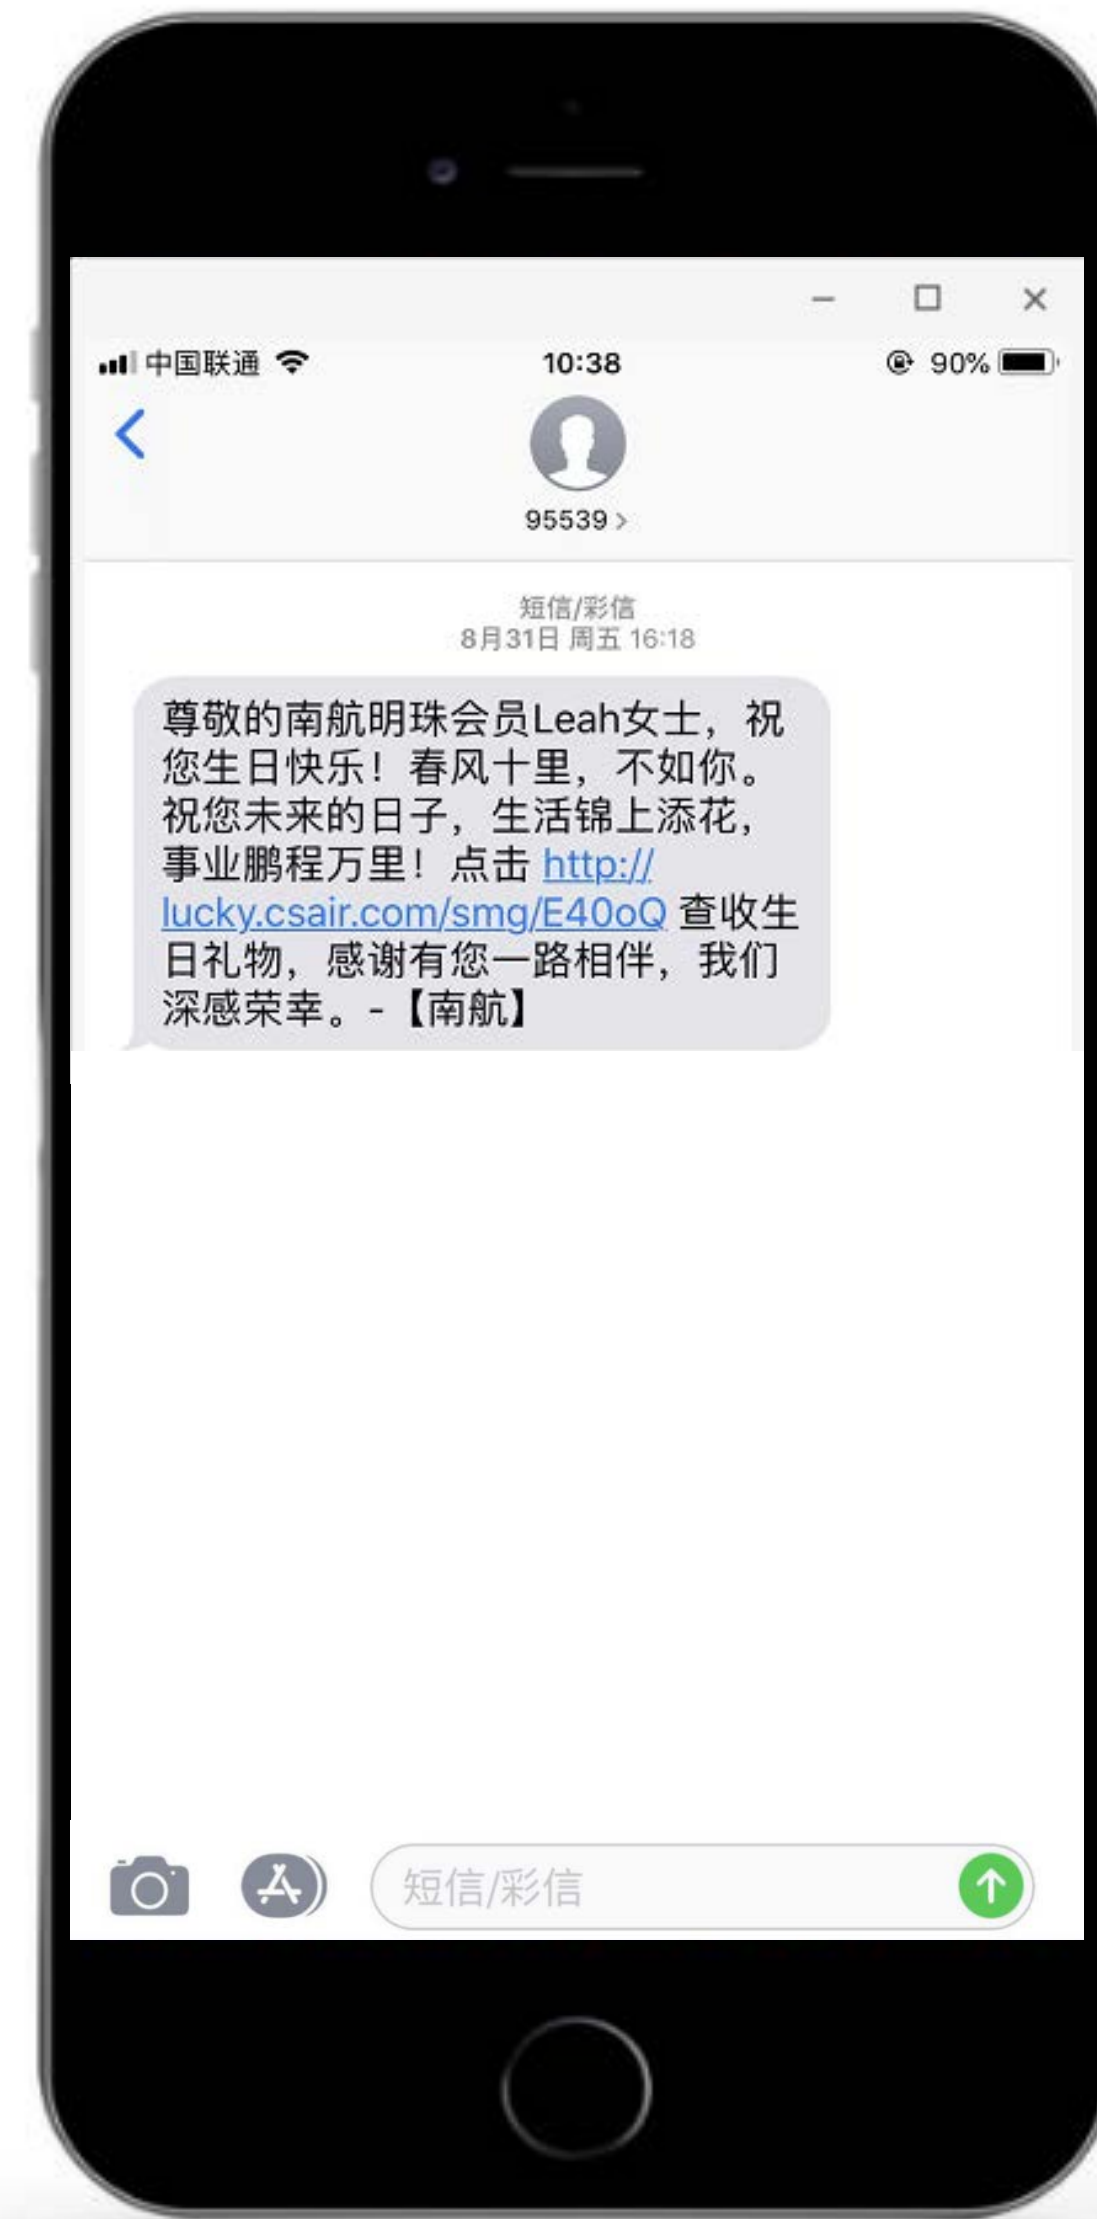 中国联通 10:38 90%
95539 >
短信/彩信
8月31日 周五 16:18
尊敬的南航明珠会员Leah女士，祝
您生日快乐！春风十里，不如你。
祝您未来的日子，生活锦上添花，
事业鹏程万里！点击 http://
lucky.csair.com/smg/E40oQ 查收生
日礼物，感谢有您一路相伴，我们
深感荣幸。-【南航】
短信/彩信